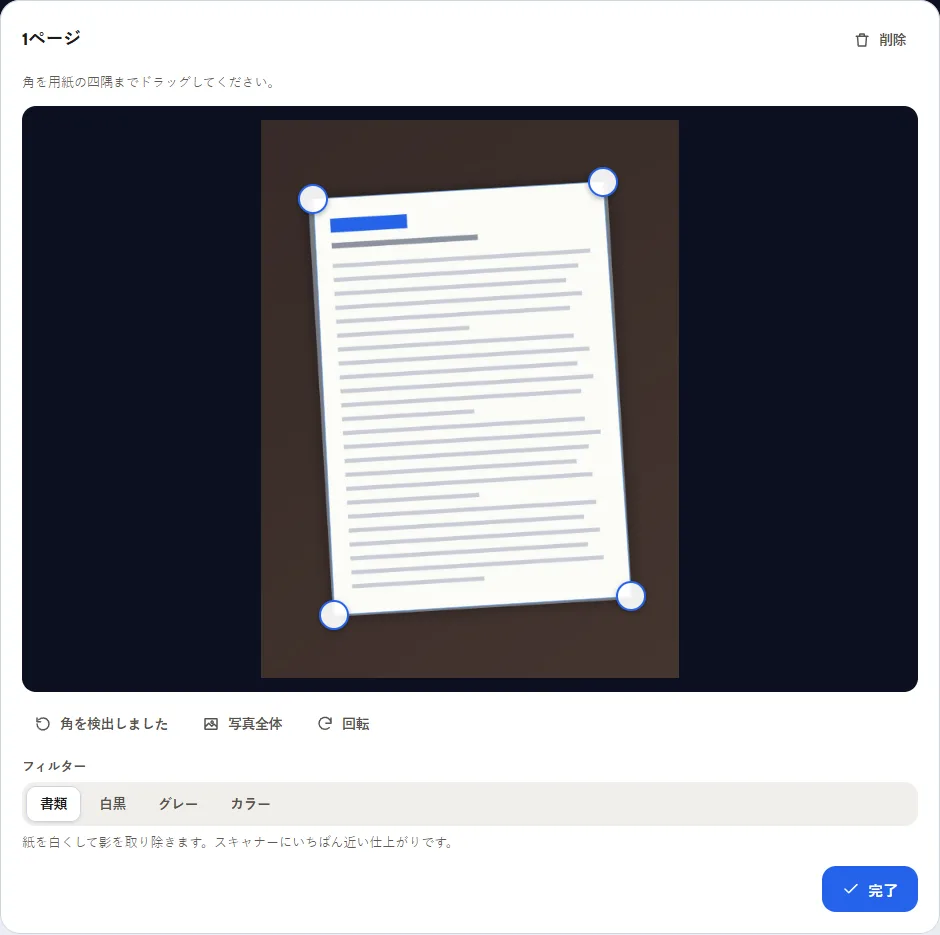 1ページ
削除
角を用紙の四隅までドラッグしてください。
角を検出しました
写真全体
回転
フィルター
書類
白黒
グレー
カラー
紙を白くして影を取り除きます。スキャナーにいちばん近い仕上がりです。
完了